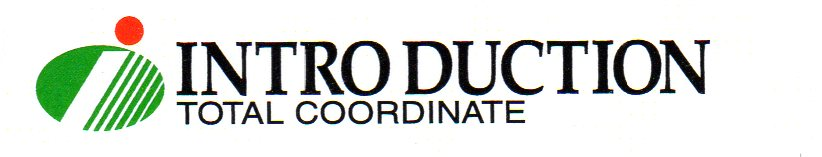 INTRO DUCTION
TOTAL COORDINATE